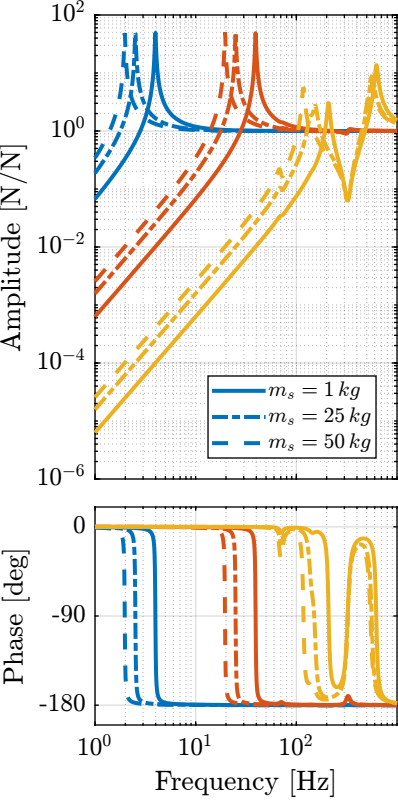 10^2
10^0
10^{-2}
10^{-4}
10^{-6}
Amplitude [N/N]
m_s = 1 kg
m_s = 25 kg
m_s = 50 kg
0
-90
-180
Phase [deg]
10^0 10^1 10^2
Frequency [Hz]